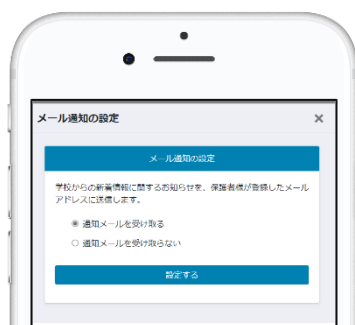 メール通知の設定 ×
メール通知の設定
学校からの新着情報に関するお知らせを、保護者様が登録したメール
アドレスに送信します。
通知メールを受け取る
通知メールを受け取らない
設定する